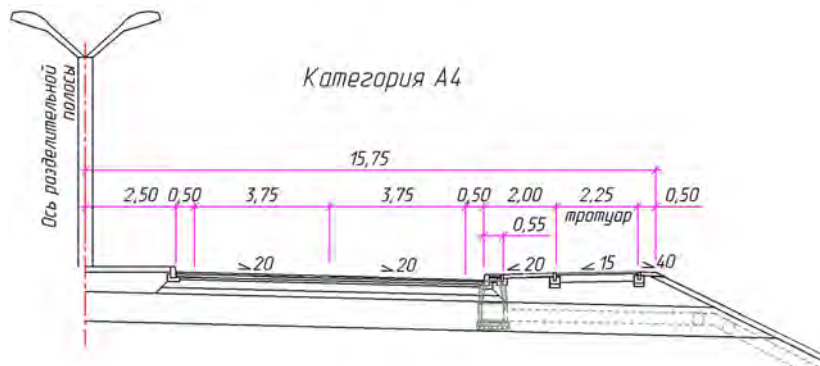 Категория А4
Ось разделительной
полосы
15,75
2,50 0,50 3,75 3,75 0,50 2,00 2,25 0,50
тротуар
0,55
20 20 20 15 40